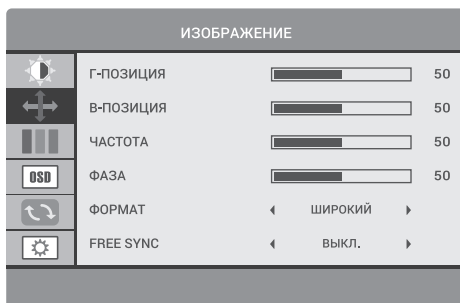 ИЗОБРАЖЕНИЕ
Г-ПОЗИЦИЯ 50
В-ПОЗИЦИЯ 50
ЧАСТОТА 50
ФАЗА 50
OSD
ФОРМАТ ШИРОКИЙ
FREE SYNC ВЫКЛ.